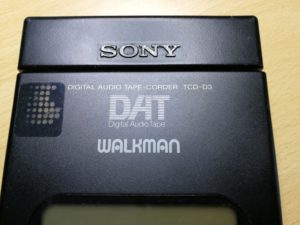 SONY
DIGITAL AUDIO TAPE-CORDER TCD-D3
DAT
Digital Audio Tape
WALKMAN